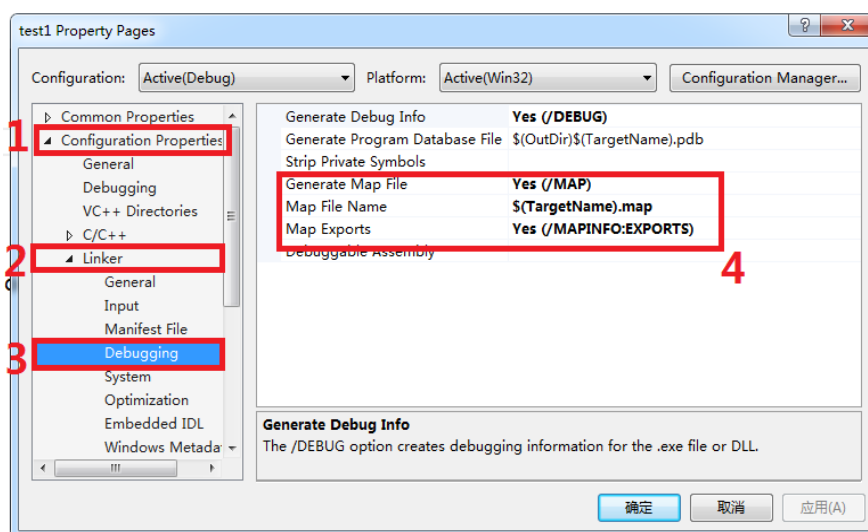 test1 Property Pages
Configuration: Active(Debug) Platform: Active(Win32) Configuration Manager...
Common Properties
1 Configuration Properties
General
Debugging
VC++ Directories
C/C++
2 Linker
General
Input
Manifest File
3 Debugging
System
Optimization
Embedded IDL
Windows Metada
Generate Debug Info Yes (/DEBUG)
Generate Program Database File $(OutDir)$(TargetName).pdb
Strip Private Symbols
Generate Map File Yes (/MAP)
Map File Name $(TargetName).map
Map Exports Yes (/MAPINFO:EXPORTS)
Debuggable Assembly
4
Generate Debug Info
The /DEBUG option creates debugging information for the .exe file or DLL.
确定 取消 应用(A)